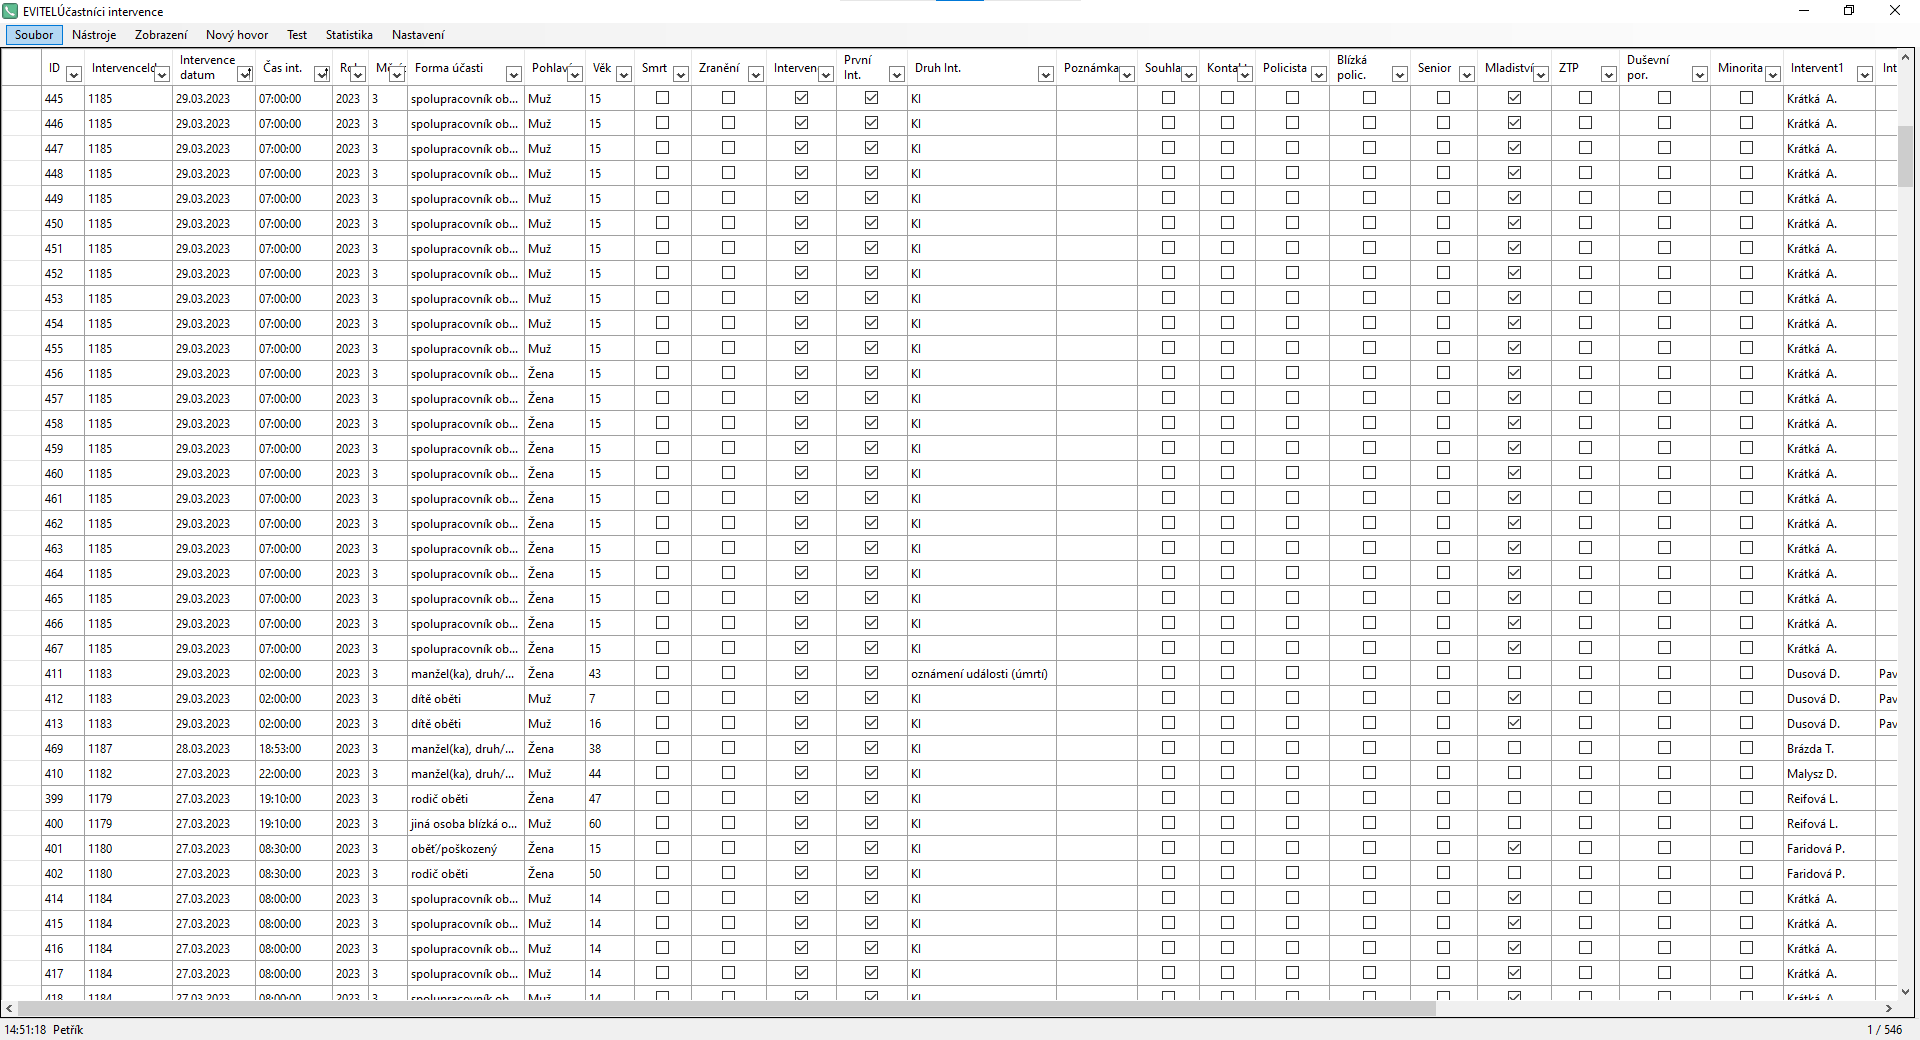 EVITELÚčastníci intervence
Soubor Nástroje Zobrazení Nový hovor Test Statistika Nastavení
ID Intervence datum Čas int. Forma účasti Věk Smrt Zranění První Int. Druh Int. Poznámka Policista Blízká polic. Senior Mladiství ZTP Duševní por. Minorita Intervent1 Int
445 1185 29.03.2023 07:00:00 2023 3 spolupracovník ob... Muž 15 KI Krátká A.
446 1185 29.03.2023 07:00:00 2023 3 spolupracovník ob... Muž 15 KI Krátká A.
447 1185 29.03.2023 07:00:00 2023 3 spolupracovník ob... Muž 15 KI Krátká A.
448 1185 29.03.2023 07:00:00 2023 3 spolupracovník ob... Muž 15 KI Krátká A.
449 1185 29.03.2023 07:00:00 2023 3 spolupracovník ob... Muž 15 KI Krátká A.
450 1185 29.03.2023 07:00:00 2023 3 spolupracovník ob... Muž 15 KI Krátká A.
451 1185 29.03.2023 07:00:00 2023 3 spolupracovník ob... Muž 15 KI Krátká A.
452 1185 29.03.2023 07:00:00 2023 3 spolupracovník ob... Muž 15 KI Krátká A.
453 1185 29.03.2023 07:00:00 2023 3 spolupracovník ob... Muž 15 KI Krátká A.
454 1185 29.03.2023 07:00:00 2023 3 spolupracovník ob... Muž 15 KI Krátká A.
455 1185 29.03.2023 07:00:00 2023 3 spolupracovník ob... Muž 15 KI Krátká A.
456 1185 29.03.2023 07:00:00 2023 3 spolupracovník ob... Žena 15 KI Krátká A.
457 1185 29.03.2023 07:00:00 2023 3 spolupracovník ob... Žena 15 KI Krátká A.
458 1185 29.03.2023 07:00:00 2023 3 spolupracovník ob... Žena 15 KI Krátká A.
459 1185 29.03.2023 07:00:00 2023 3 spolupracovník ob... Žena 15 KI Krátká A.
460 1185 29.03.2023 07:00:00 2023 3 spolupracovník ob... Žena 15 KI Krátká A.
461 1185 29.03.2023 07:00:00 2023 3 spolupracovník ob... Žena 15 KI Krátká A.
462 1185 29.03.2023 07:00:00 2023 3 spolupracovník ob... Žena 15 KI Krátká A.
463 1185 29.03.2023 07:00:00 2023 3 spolupracovník ob... Žena 15 KI Krátká A.
464 1185 29.03.2023 07:00:00 2023 3 spolupracovník ob... Žena 15 KI Krátká A.
465 1185 29.03.2023 07:00:00 2023 3 spolupracovník ob... Žena 15 KI Krátká A.
466 1185 29.03.2023 07:00:00 2023 3 spolupracovník ob... Žena 15 KI Krátká A.
467 1185 29.03.2023 07:00:00 2023 3 spolupracovník ob... Žena 15 KI Krátká A.
411 1183 29.03.2023 02:00:00 2023 3 manžel(ka), druh/... Žena 43 oznámení události (úmrtí) Dusová D. Pav
412 1183 29.03.2023 02:00:00 2023 3 dítě oběti Muž 7 KI Dusová D. Pav
413 1183 29.03.2023 02:00:00 2023 3 dítě oběti Muž 16 KI Dusová D. Pav
469 1187 28.03.2023 18:53:00 2023 3 manžel(ka), druh/... Žena 38 KI Brázda T.
410 1182 27.03.2023 22:00:00 2023 3 manžel(ka), druh/... Muž 44 KI Malysz D.
399 1179 27.03.2023 19:10:00 2023 3 rodič oběti Žena 47 KI Reifová L.
400 1179 27.03.2023 19:10:00 2023 3 jiná osoba blízká o... Muž 60 KI Reifová L.
401 1180 27.03.2023 08:30:00 2023 3 oběť/poškozený Žena 15 KI Faridová P.
402 1180 27.03.2023 08:30:00 2023 3 rodič oběti Žena 50 KI Faridová P.
414 1184 27.03.2023 08:00:00 2023 3 spolupracovník ob... Muž 14 KI Krátká A.
415 1184 27.03.2023 08:00:00 2023 3 spolupracovník ob... Muž 14 KI Krátká A.
416 1184 27.03.2023 08:00:00 2023 3 spolupracovník ob... Muž 14 KI Krátká A.
417 1184 27.03.2023 08:00:00 2023 3 spolupracovník ob... Muž 14 KI Krátká A.
418 1184 27.03.2023 08:00:00 2023 3 spolupracovník ob... Muž 14 KI Krátká A.
14:51:18 Petřík 1 / 546